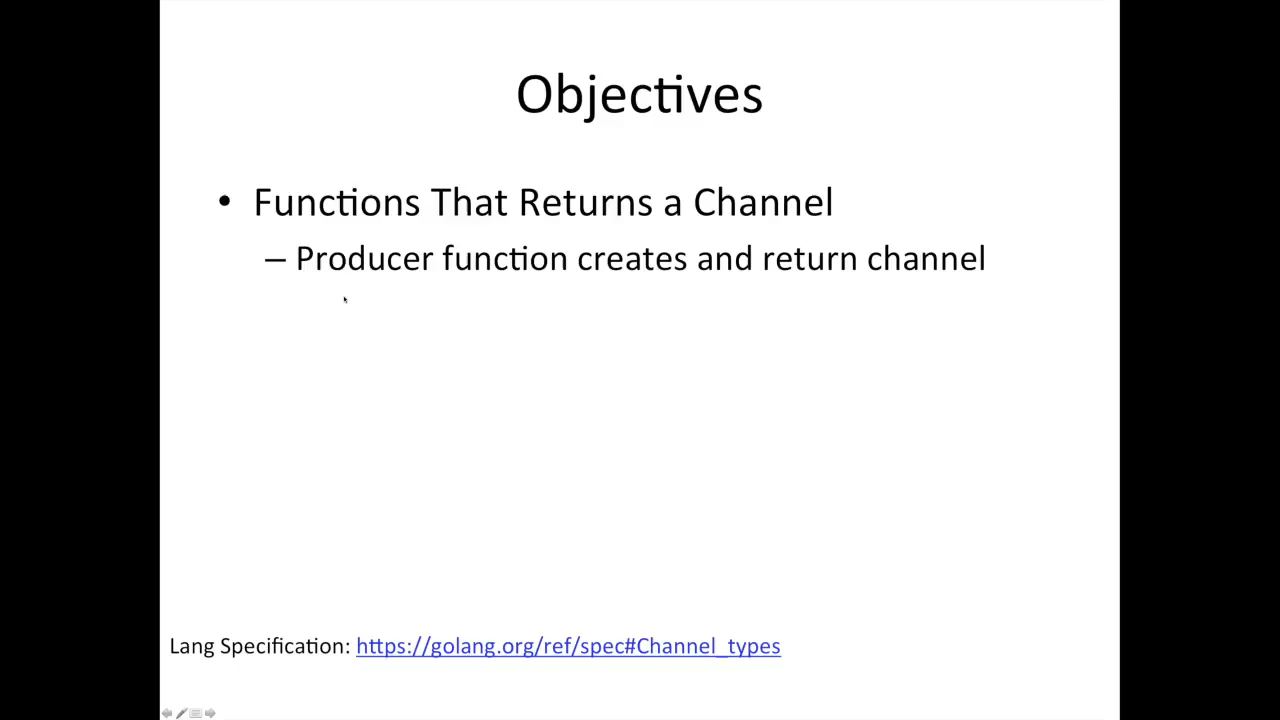 Objectives
• Functions That Returns a Channel
– Producer function creates and return channel
Lang Specification: https://golang.org/ref/spec#Channel_types